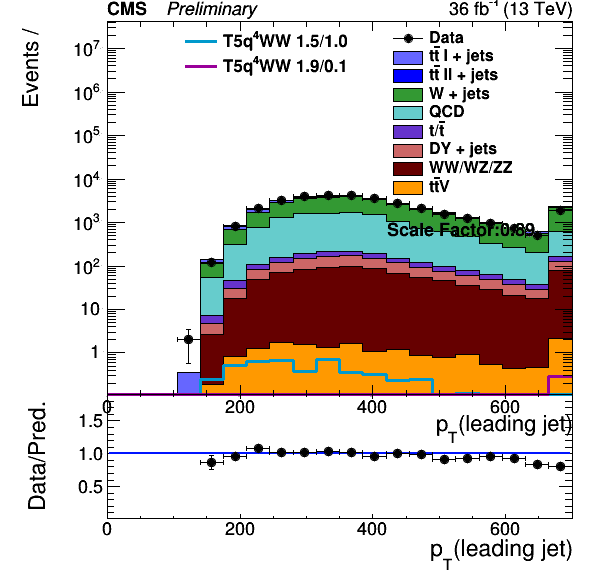 CMS Preliminary 36 fb⁻¹ (13 TeV)
Events /
T5q⁴WW 1.5/1.0
T5q⁴WW 1.9/0.1
Data
tt̄ l + jets
tt̄ ll + jets
W + jets
QCD
t/t̄
DY + jets
WW/WZ/ZZ
tt̄V
Scale Factor:0.89
10⁷
10⁶
10⁵
10⁴
10³
10²
10
1
0 200 400 600
p_T(leading jet)
Data/Pred.
1.5
1.0
0.5
0 200 400 600 700
p_T(leading jet)